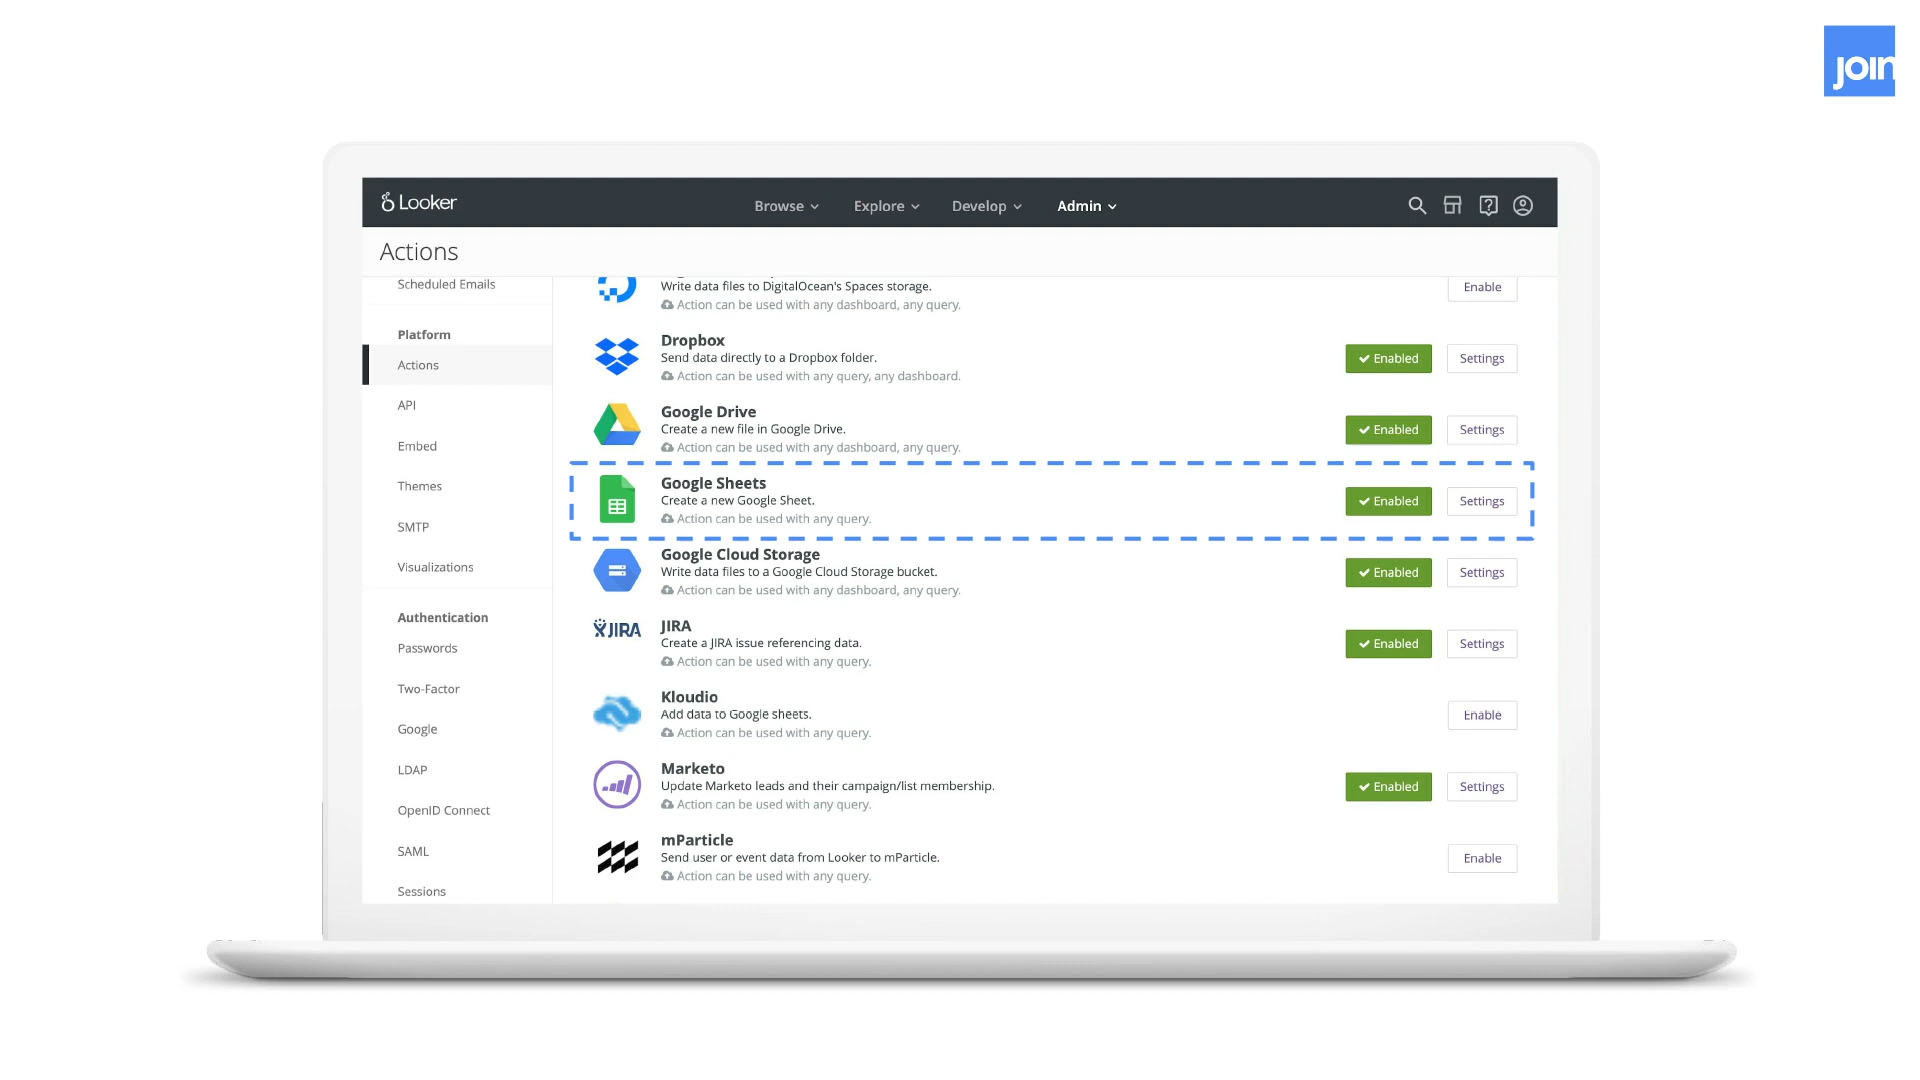 join
Looker
Browse
Explore
Develop
Admin
Actions
Scheduled Emails
Platform
Actions
API
Embed
Themes
SMTP
Visualizations
Authentication
Passwords
Two-Factor
Google
LDAP
OpenID Connect
SAML
Sessions
Write data files to DigitalOcean's Spaces storage.
Action can be used with any dashboard, any query.
Enable
Dropbox
Send data directly to a Dropbox folder.
Action can be used with any query, any dashboard.
Enabled
Settings
Google Drive
Create a new file in Google Drive.
Action can be used with any dashboard, any query.
Enabled
Settings
Google Sheets
Create a new Google Sheet.
Action can be used with any query.
Enabled
Settings
Google Cloud Storage
Write data files to a Google Cloud Storage bucket.
Action can be used with any dashboard, any query.
Enabled
Settings
JIRA
JIRA
Create a JIRA issue referencing data.
Action can be used with any query.
Enabled
Settings
Kloudio
Add data to Google sheets.
Action can be used with any query.
Enable
Marketo
Update Marketo leads and their campaign/list membership.
Action can be used with any query.
Enabled
Settings
mParticle
Send user or event data from Looker to mParticle.
Action can be used with any query.
Enable